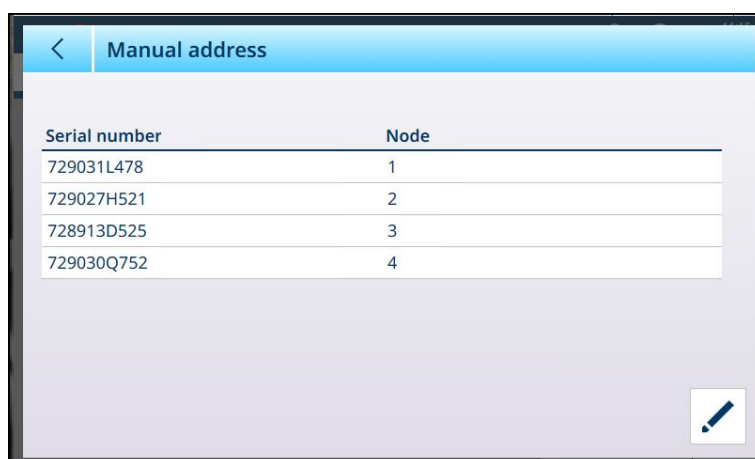 Manual address
Serial number Node
729031L478 1
729027H521 2
728913D525 3
729030Q752 4